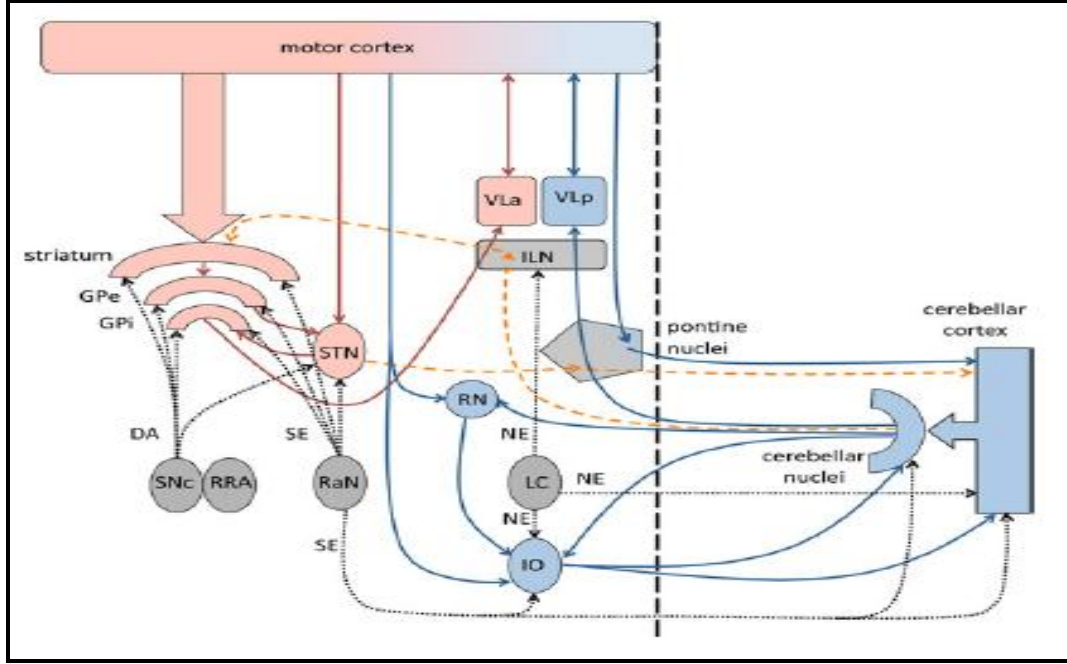 motor cortex
VLa
VLp
striatum
ILN
GPe
GPi
cerebellar
cortex
pontine
nuclei
STN
RN
DA
SE
NE
cerebellar
nuclei
SNc
RRA
RaN
LC
NE
NE
SE
IO